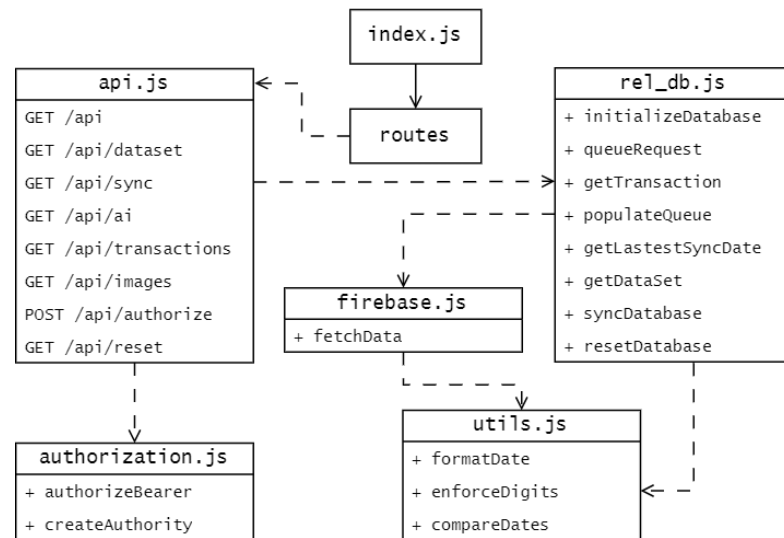 index.js
routes
api.js
GET /api
GET /api/dataset
GET /api/sync
GET /api/ai
GET /api/transactions
GET /api/images
POST /api/authorize
GET /api/reset
rel_db.js
+ initializeDatabase
+ queueRequest
+ getTransaction
+ populateQueue
+ getLastestSyncDate
+ getDataSet
+ syncDatabase
+ resetDatabase
firebase.js
+ fetchData
authorization.js
+ authorizeBearer
+ createAuthority
utils.js
+ formatDate
+ enforceDigits
+ compareDates